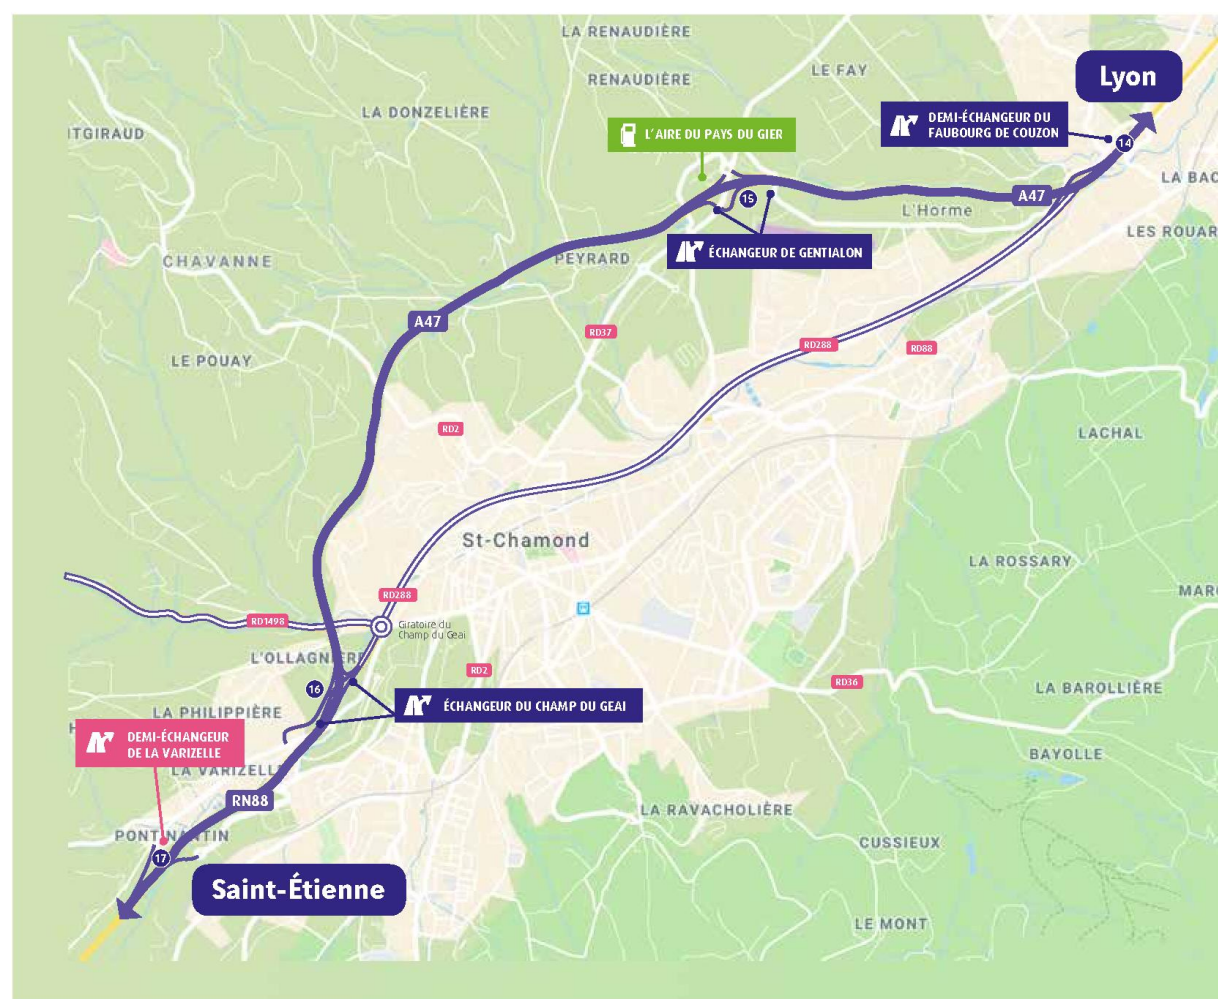 LA RENAUDIÈRE
RENAUDIÈRE
LE FAY
Lyon
LA DONZELIÈRE
ITGIRAUD
L'AIRE DU PAYS DU GIER
DEMI-ÉCHANGEUR DU
FAUBOURG DE COUZON
14
LA BAC
15
A47
L'Horme
LES ROUAR
ÉCHANGEUR DE GENTIALON
PEYRARD
CHAVANNE
A47
RD37
RD288
RD88
LE POUAY
RD2
LACHAL
St-Chamond
LA ROSSARY
MAR
RD288
RD1498
Giratoire du
Champ du Geai
L'OLLAGNIÈRE
RD2
RD36
16
LA BAROLLIÈRE
ÉCHANGEUR DU CHAMP DU GEAI
LA PHILIPPIÈRE
H
DEMI-ÉCHANGEUR
DE LA VARIZELLE
LA VARIZELLE
BAYOLLE
RN88
LA RAVACHOLIÈRE
PONT NANTIN
CUSSIEUX
17
Saint-Étienne
LE MONT